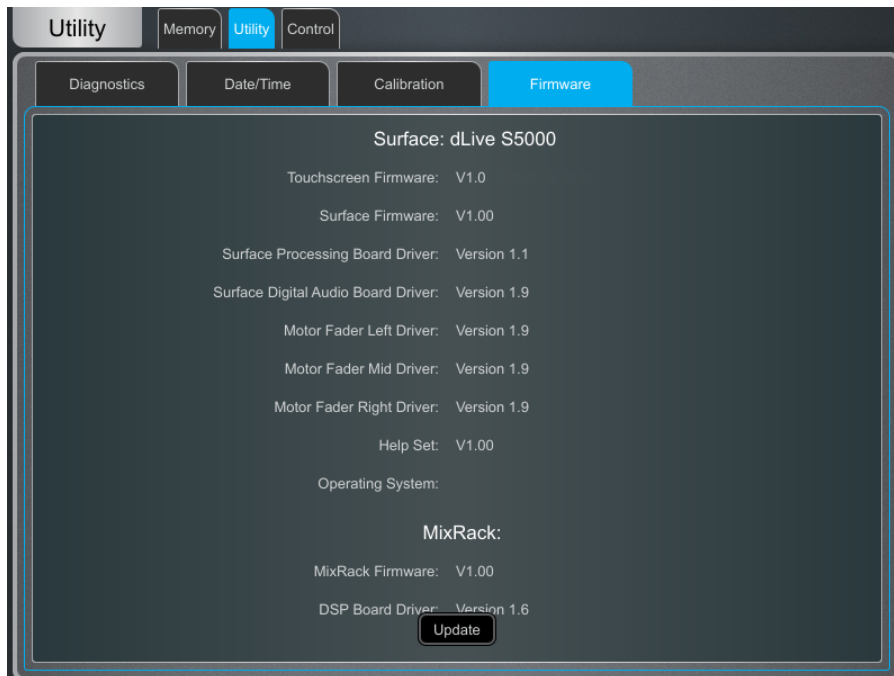 Utility Memory Utility Control
Diagnostics Date/Time Calibration Firmware
Surface: dLive S5000
Touchscreen Firmware: V1.0
Surface Firmware: V1.00
Surface Processing Board Driver: Version 1.1
Surface Digital Audio Board Driver: Version 1.9
Motor Fader Left Driver: Version 1.9
Motor Fader Mid Driver: Version 1.9
Motor Fader Right Driver: Version 1.9
Help Set: V1.00
Operating System:
MixRack:
MixRack Firmware: V1.00
DSP Board Driver: Version 1.6
Update